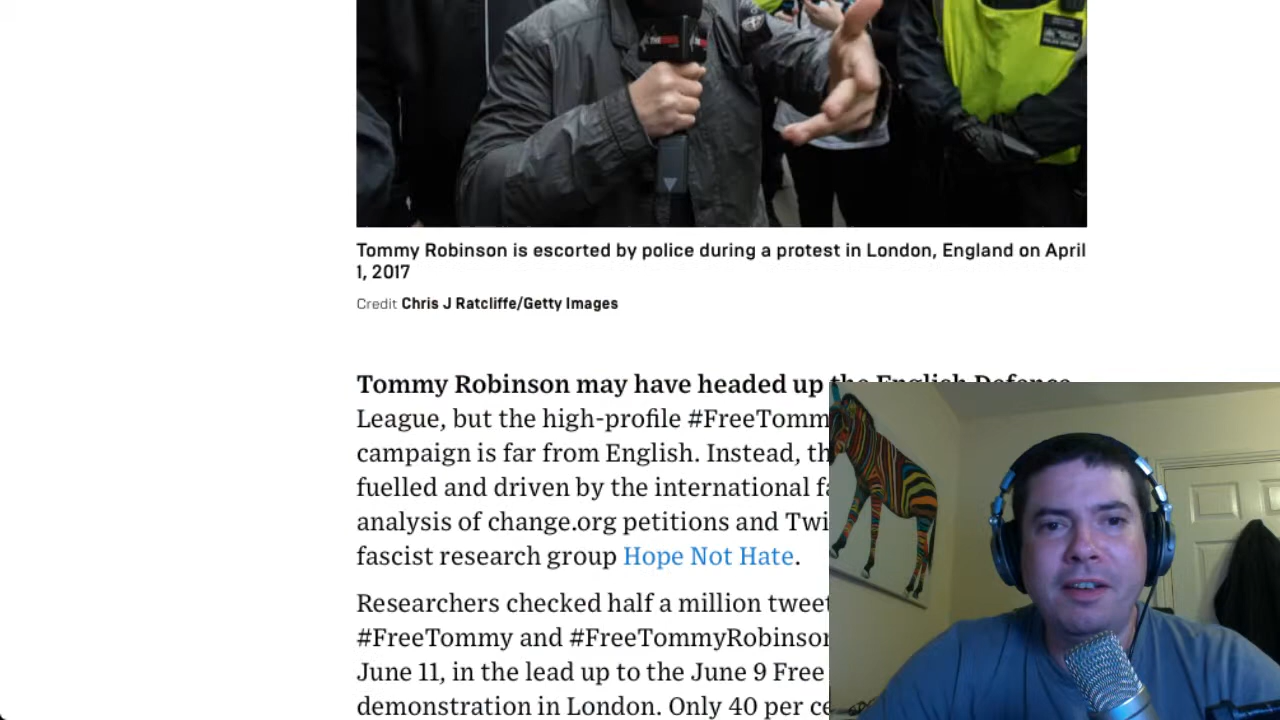 Tommy Robinson is escorted by police during a protest in London, England on April
1, 2017
Credit Chris J Ratcliffe/Getty Images
Tommy Robinson may have headed up the English Defence
League, but the high-profile #FreeTomm
campaign is far from English. Instead, th
fuelled and driven by the international fa
analysis of change.org petitions and Twi
fascist research group Hope Not Hate.
Researchers checked half a million tweet
#FreeTommy and #FreeTommyRobinson
June 11, in the lead up to the June 9 Free
demonstration in London. Only 40 per ce